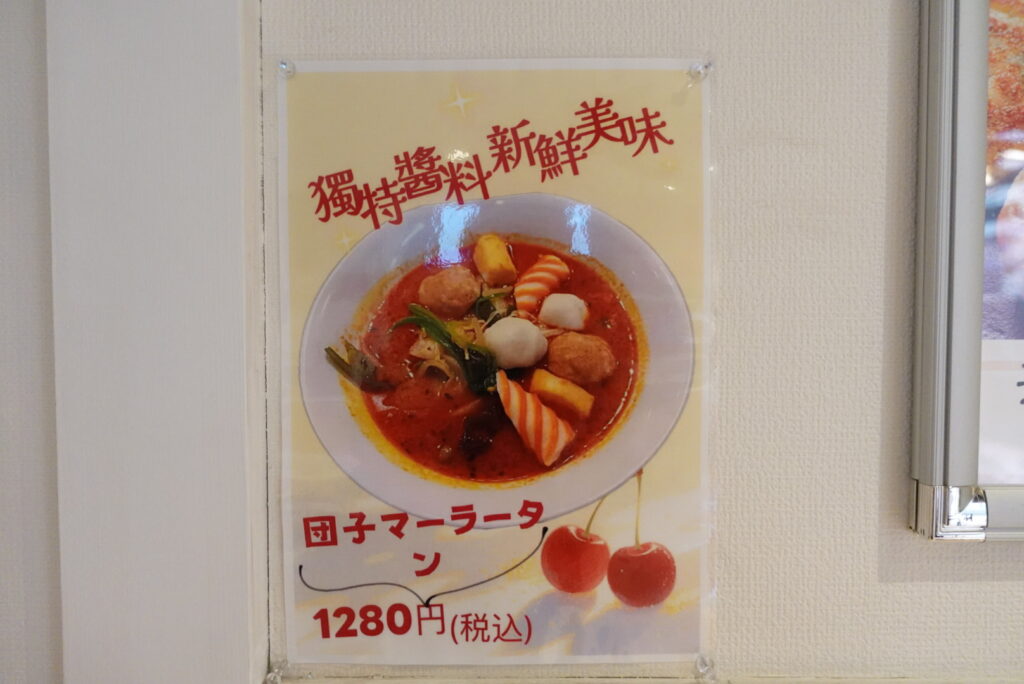 獨特醬料新鮮美味
団子マーラータ
ン
1280円(税込)